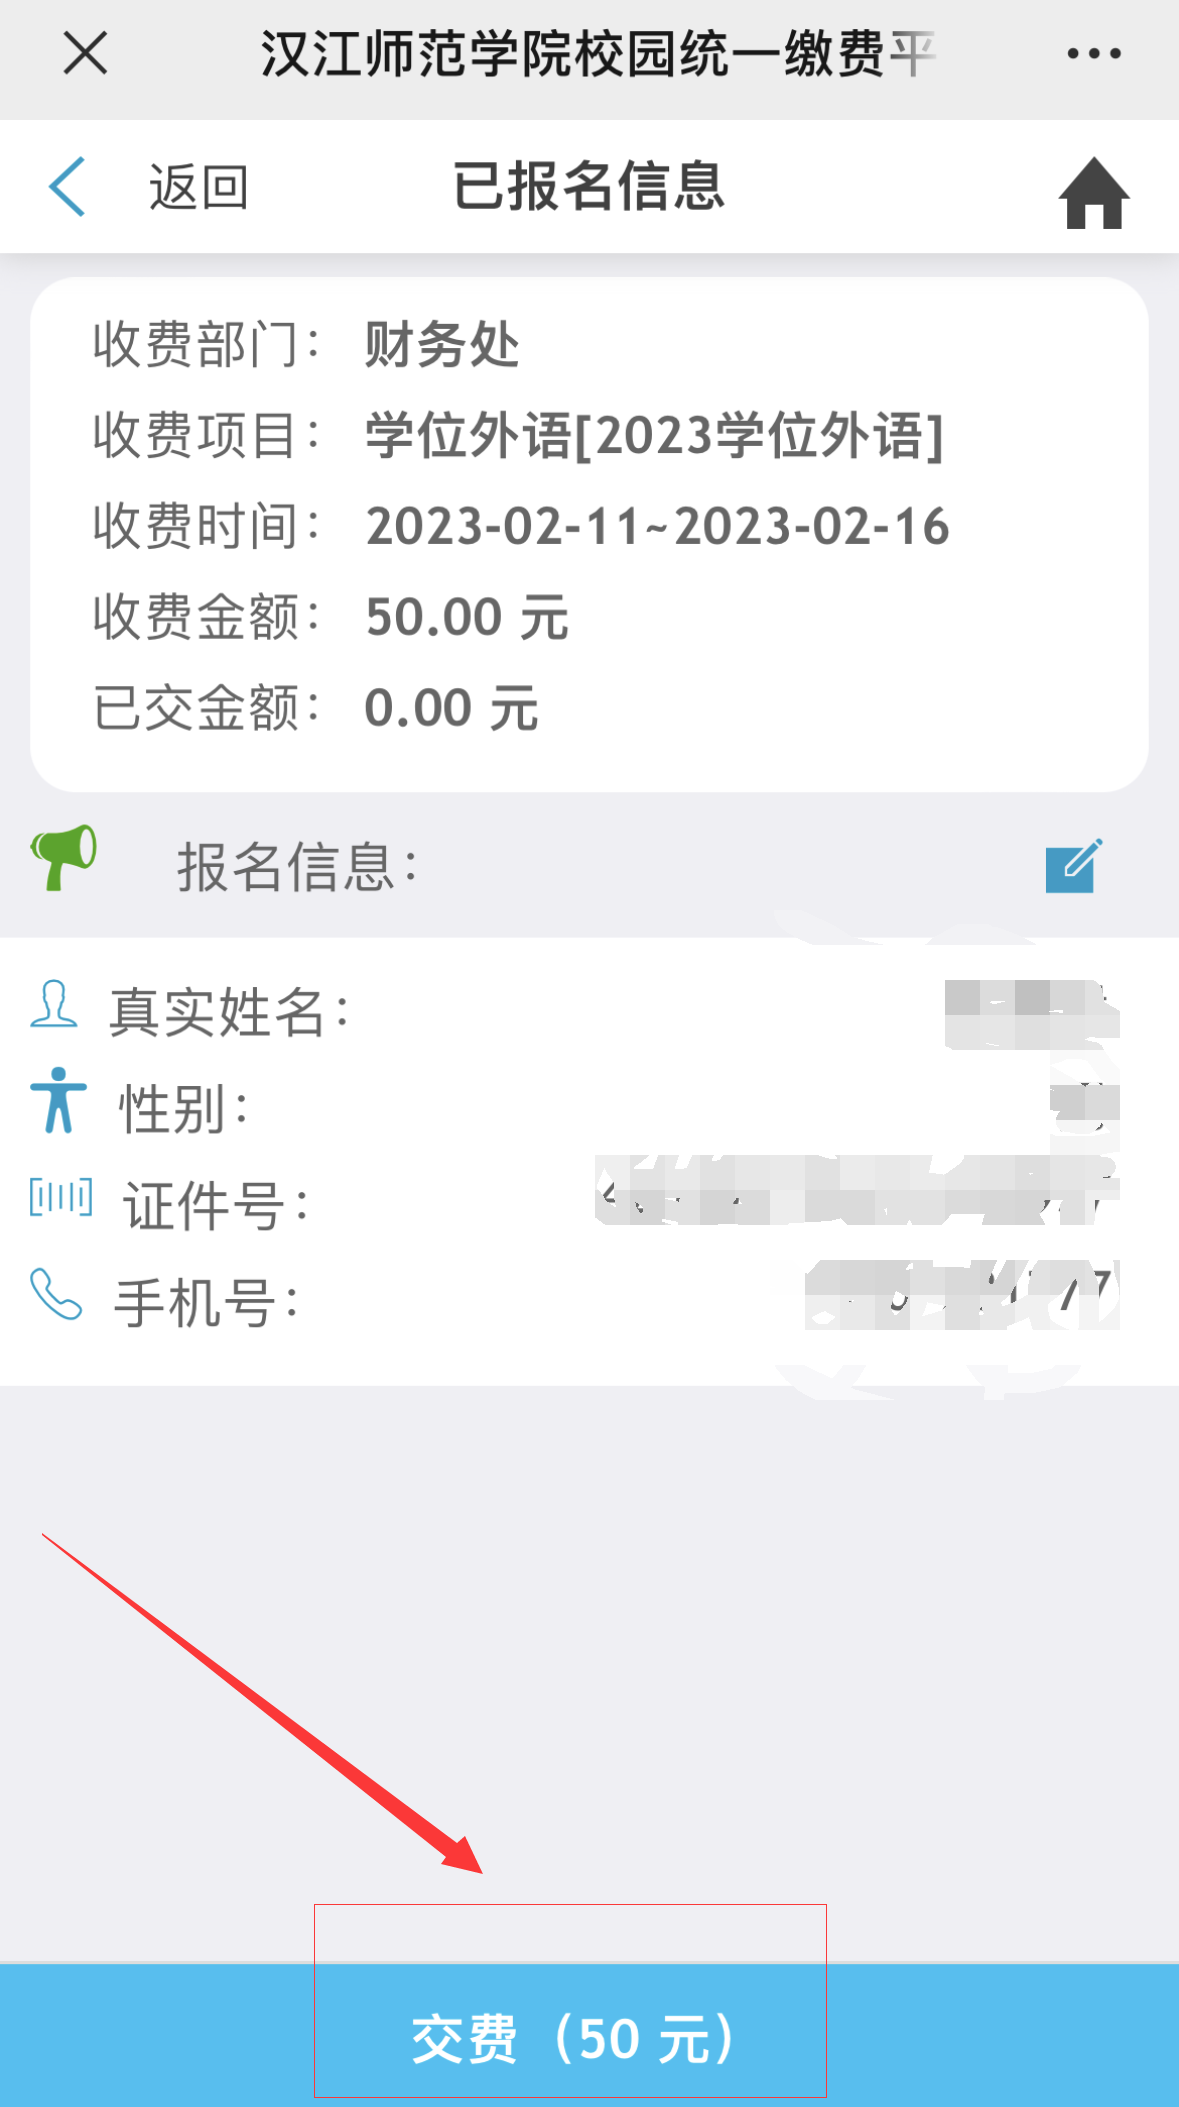 汉江师范学院校园统一缴费平
返回
已报名信息
收费部门： 财务处
收费项目： 学位外语[2023学位外语]
收费时间： 2023-02-11~2023-02-16
收费金额： 50.00 元
已交金额： 0.00 元
报名信息：
真实姓名：
性别：
证件号：
手机号：
交费（50 元）